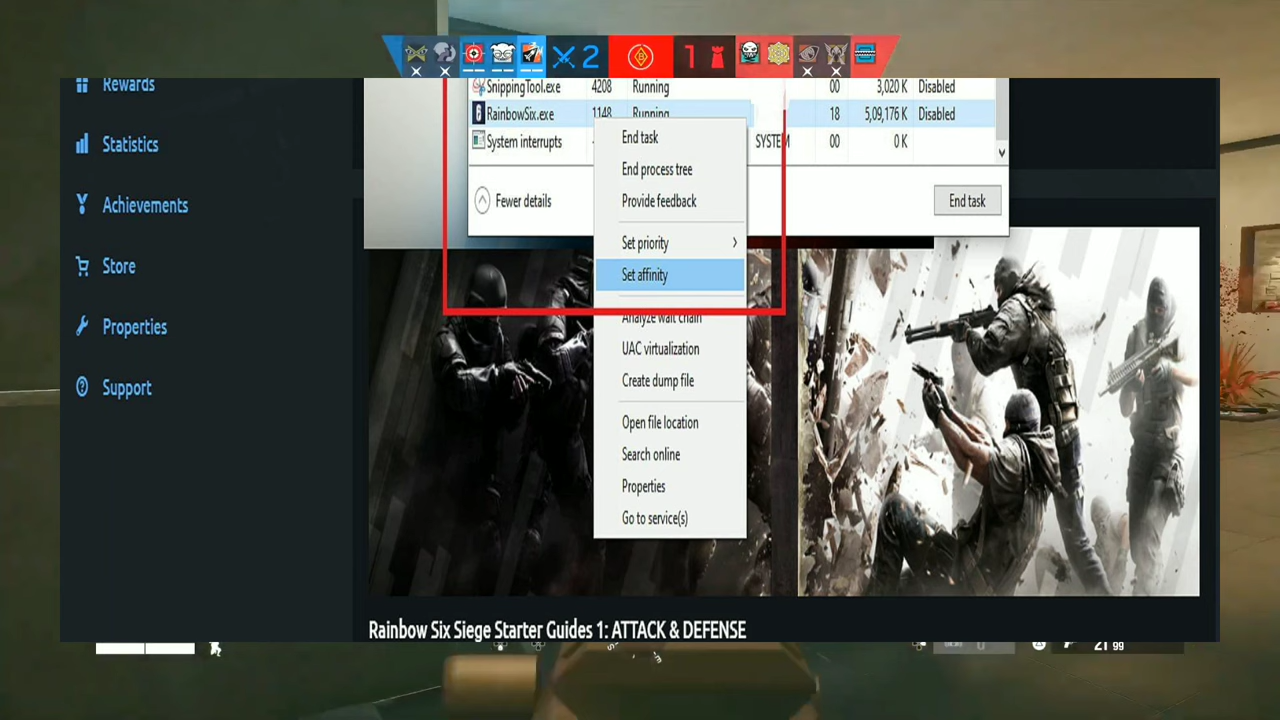 2
1
Rewards
Statistics
Achievements
Store
Properties
Support
SnippingTool.exe 4208 Running 00 3,020 K Disabled
RainbowSix.exe 1148 Running 18 5,09,176 K Disabled
System interrupts - SYSTEM 00 0 K
Fewer details
End task
End task
End process tree
Provide feedback
Set priority
Set affinity
Analyze wait chain
UAC virtualization
Create dump file
Open file location
Search online
Properties
Go to service(s)
Rainbow Six Siege Starter Guides 1: ATTACK & DEFENSE
21 99